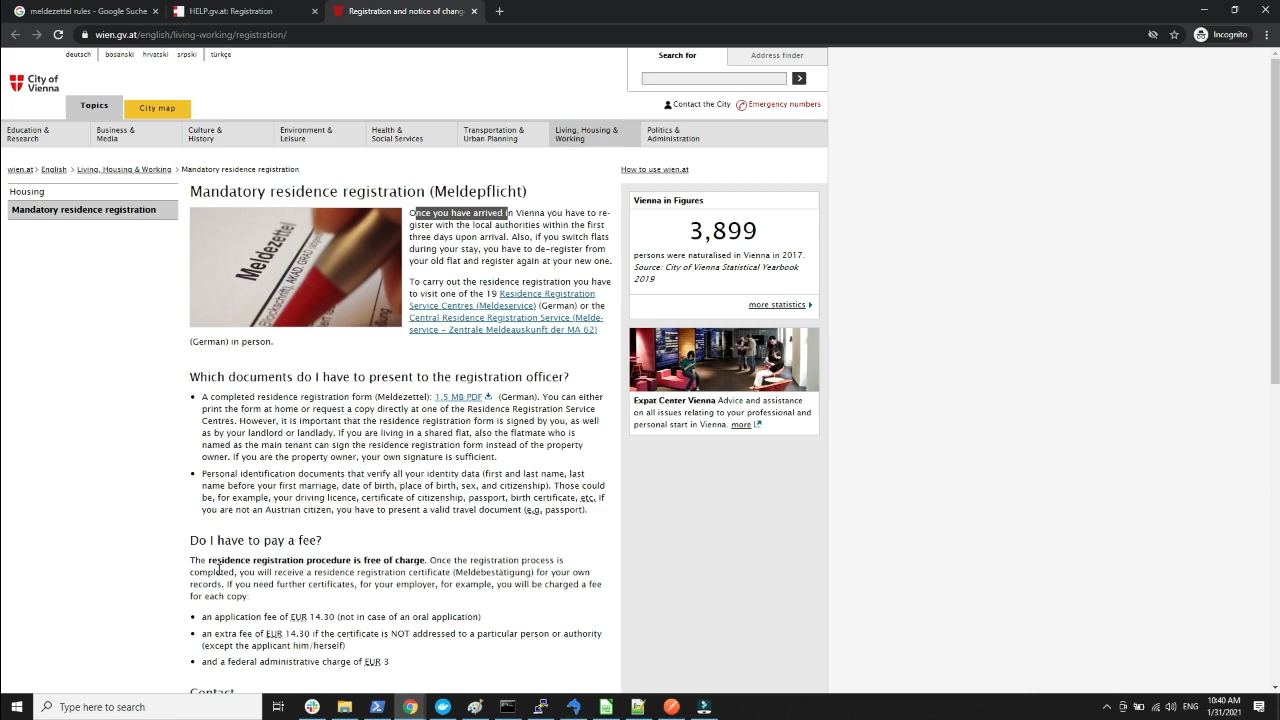 meldezettel rules - Google Suche
HELP.gv.at: Registration
Registration and notice of change
wien.gv.at/english/living-working/registration/
Incognito
deutsch bosanski hrvatski srpski türkçe
Search for
Address finder
City of
Vienna
Topics
City map
Contact the City
Emergency numbers
Education &
Research
Business &
Media
Culture &
History
Environment &
Leisure
Health &
Social Services
Transportation &
Urban Planning
Living, Housing &
Working
Politics &
Administration
wien.at> English > Living, Housing & Working > Mandatory residence registration
How to use wien.at
Housing
Mandatory residence registration
Mandatory residence registration (Meldepflicht)
Meldezettel
Once you have arrived in Vienna you have to re-
gister with the local authorities within the first
three days upon arrival. Also, if you switch flats
during your stay, you have to de-register from
your old flat and register again at your new one.
To carry out the residence registration you have
to visit one of the 19 Residence Registration
Service Centres (Meldeservice) (German) or the
Central Residence Registration Service (Melde-
service – Zentrale Meldeauskunft der MA 62)
(German) in person.
Which documents do I have to present to the registration officer?
• A completed residence registration form (Meldezettel): 1,5 MB PDF (German). You can either
print the form at home or request a copy directly at one of the Residence Registration Service
Centres. However, it is important that the residence registration form is signed by you, as well
as by your landlord or landlady. If you are living in a shared flat, also the flatmate who is
named as the main tenant can sign the residence registration form instead of the property
owner. If you are the property owner, your own signature is sufficient.
• Personal identification documents that verify all your identity data (first and last name, last
name before your first marriage, date of birth, place of birth, sex, and citizenship). Those could
be, for example, your driving licence, certificate of citizenship, passport, birth certificate, etc. If
you are not an Austrian citizen, you have to present a valid travel document (e.g. passport).
Do I have to pay a fee?
The residence registration procedure is free of charge. Once the registration process is
completed, you will receive a residence registration certificate (Meldebestätigung) for your own
records. If you need further certificates, for your employer, for example, you will be charged a fee
for each copy:
• an application fee of EUR 14.30 (not in case of an oral application)
• an extra fee of EUR 14.30 if the certificate is NOT addressed to a particular person or authority
(except the applicant him/herself)
• and a federal administrative charge of EUR 3
Contact
Vienna in Figures
3,899
persons were naturalised in Vienna in 2017.
Source: City of Vienna Statistical Yearbook
2019
more statistics
Expat Center Vienna Advice and assistance
on all issues relating to your professional and
personal start in Vienna. more
Type here to search
ENG
10:40 AM
1/31/2021